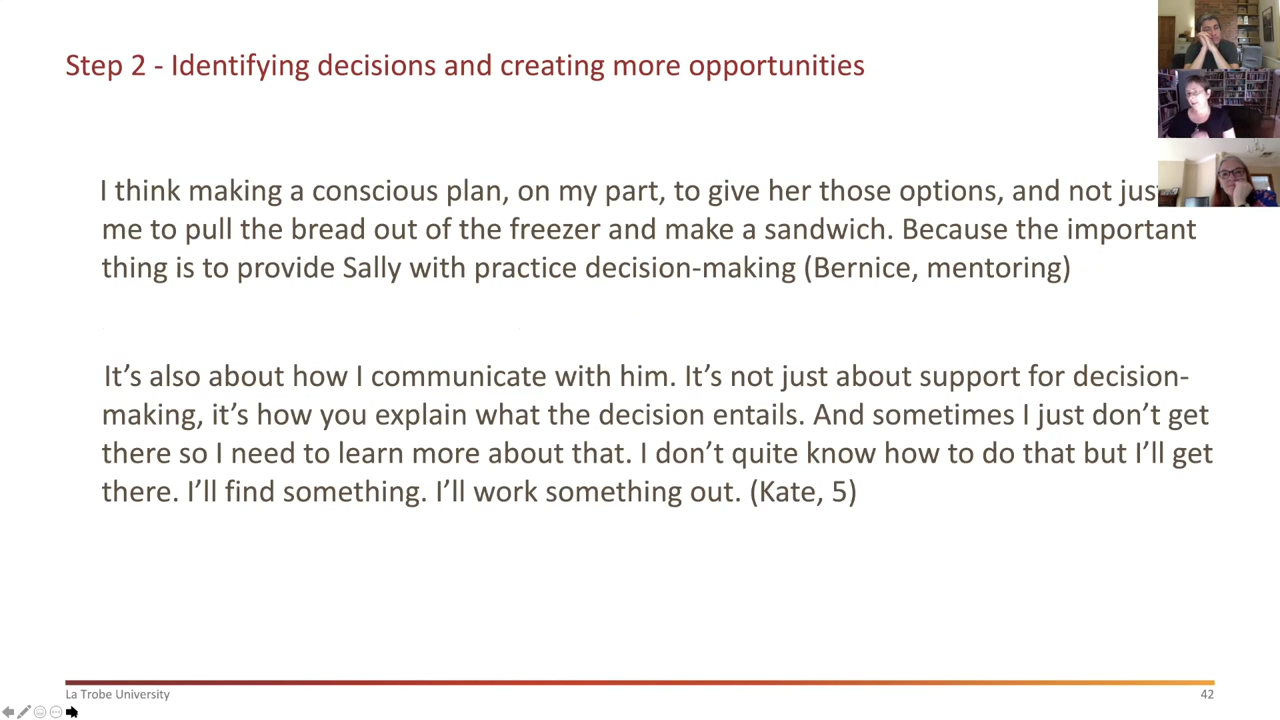 Step 2 - Identifying decisions and creating more opportunities
I think making a conscious plan, on my part, to give her those options, and not jus
me to pull the bread out of the freezer and make a sandwich. Because the important
thing is to provide Sally with practice decision-making (Bernice, mentoring)
It’s also about how I communicate with him. It’s not just about support for decision-
making, it’s how you explain what the decision entails. And sometimes I just don’t get
there so I need to learn more about that. I don’t quite know how to do that but I’ll get
there. I’ll find something. I’ll work something out. (Kate, 5)
La Trobe University
42